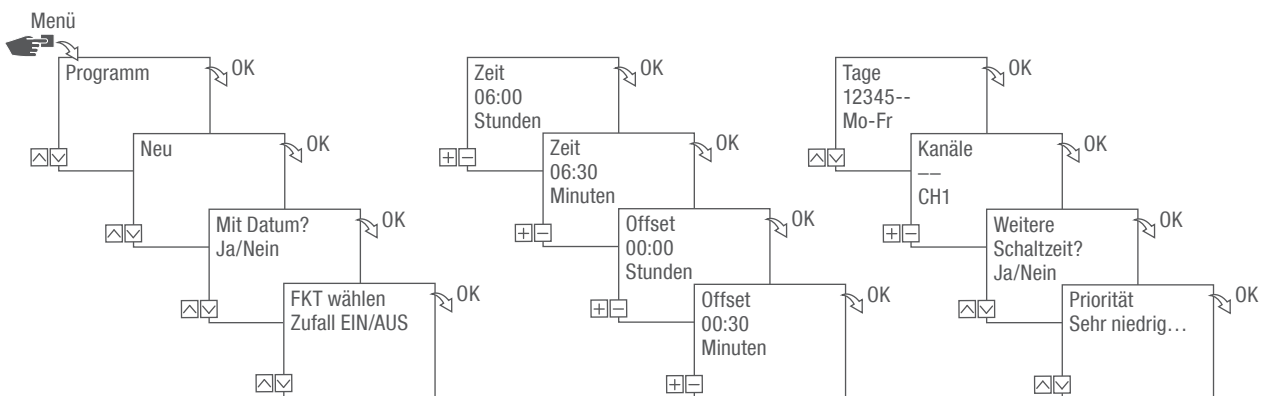 Menü
Programm
OK
Neu
OK
Mit Datum?
Ja/Nein
OK
FKT wählen
Zufall EIN/AUS
OK
Zeit
06:00
Stunden
OK
Zeit
06:30
Minuten
OK
Offset
00:00
Stunden
OK
Offset
00:30
Minuten
OK
Tage
12345--
Mo-Fr
OK
Kanäle
––
CH1
OK
Weitere
Schaltzeit?
Ja/Nein
OK
Priorität
Sehr niedrig…
OK